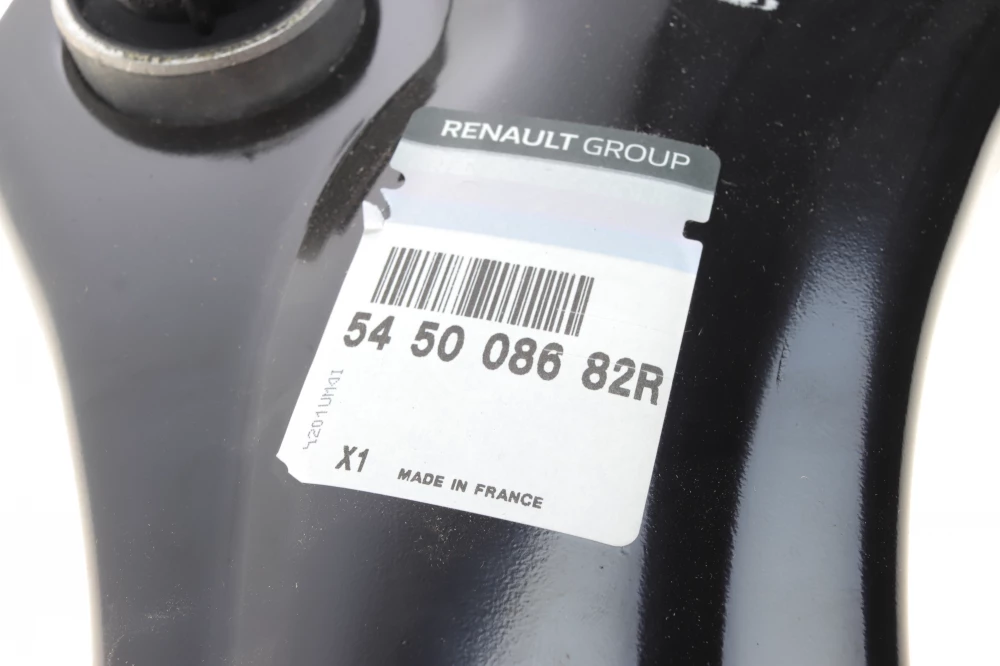 RENAULT GROUP
54 50 086 82R
X1
MADE IN FRANCE